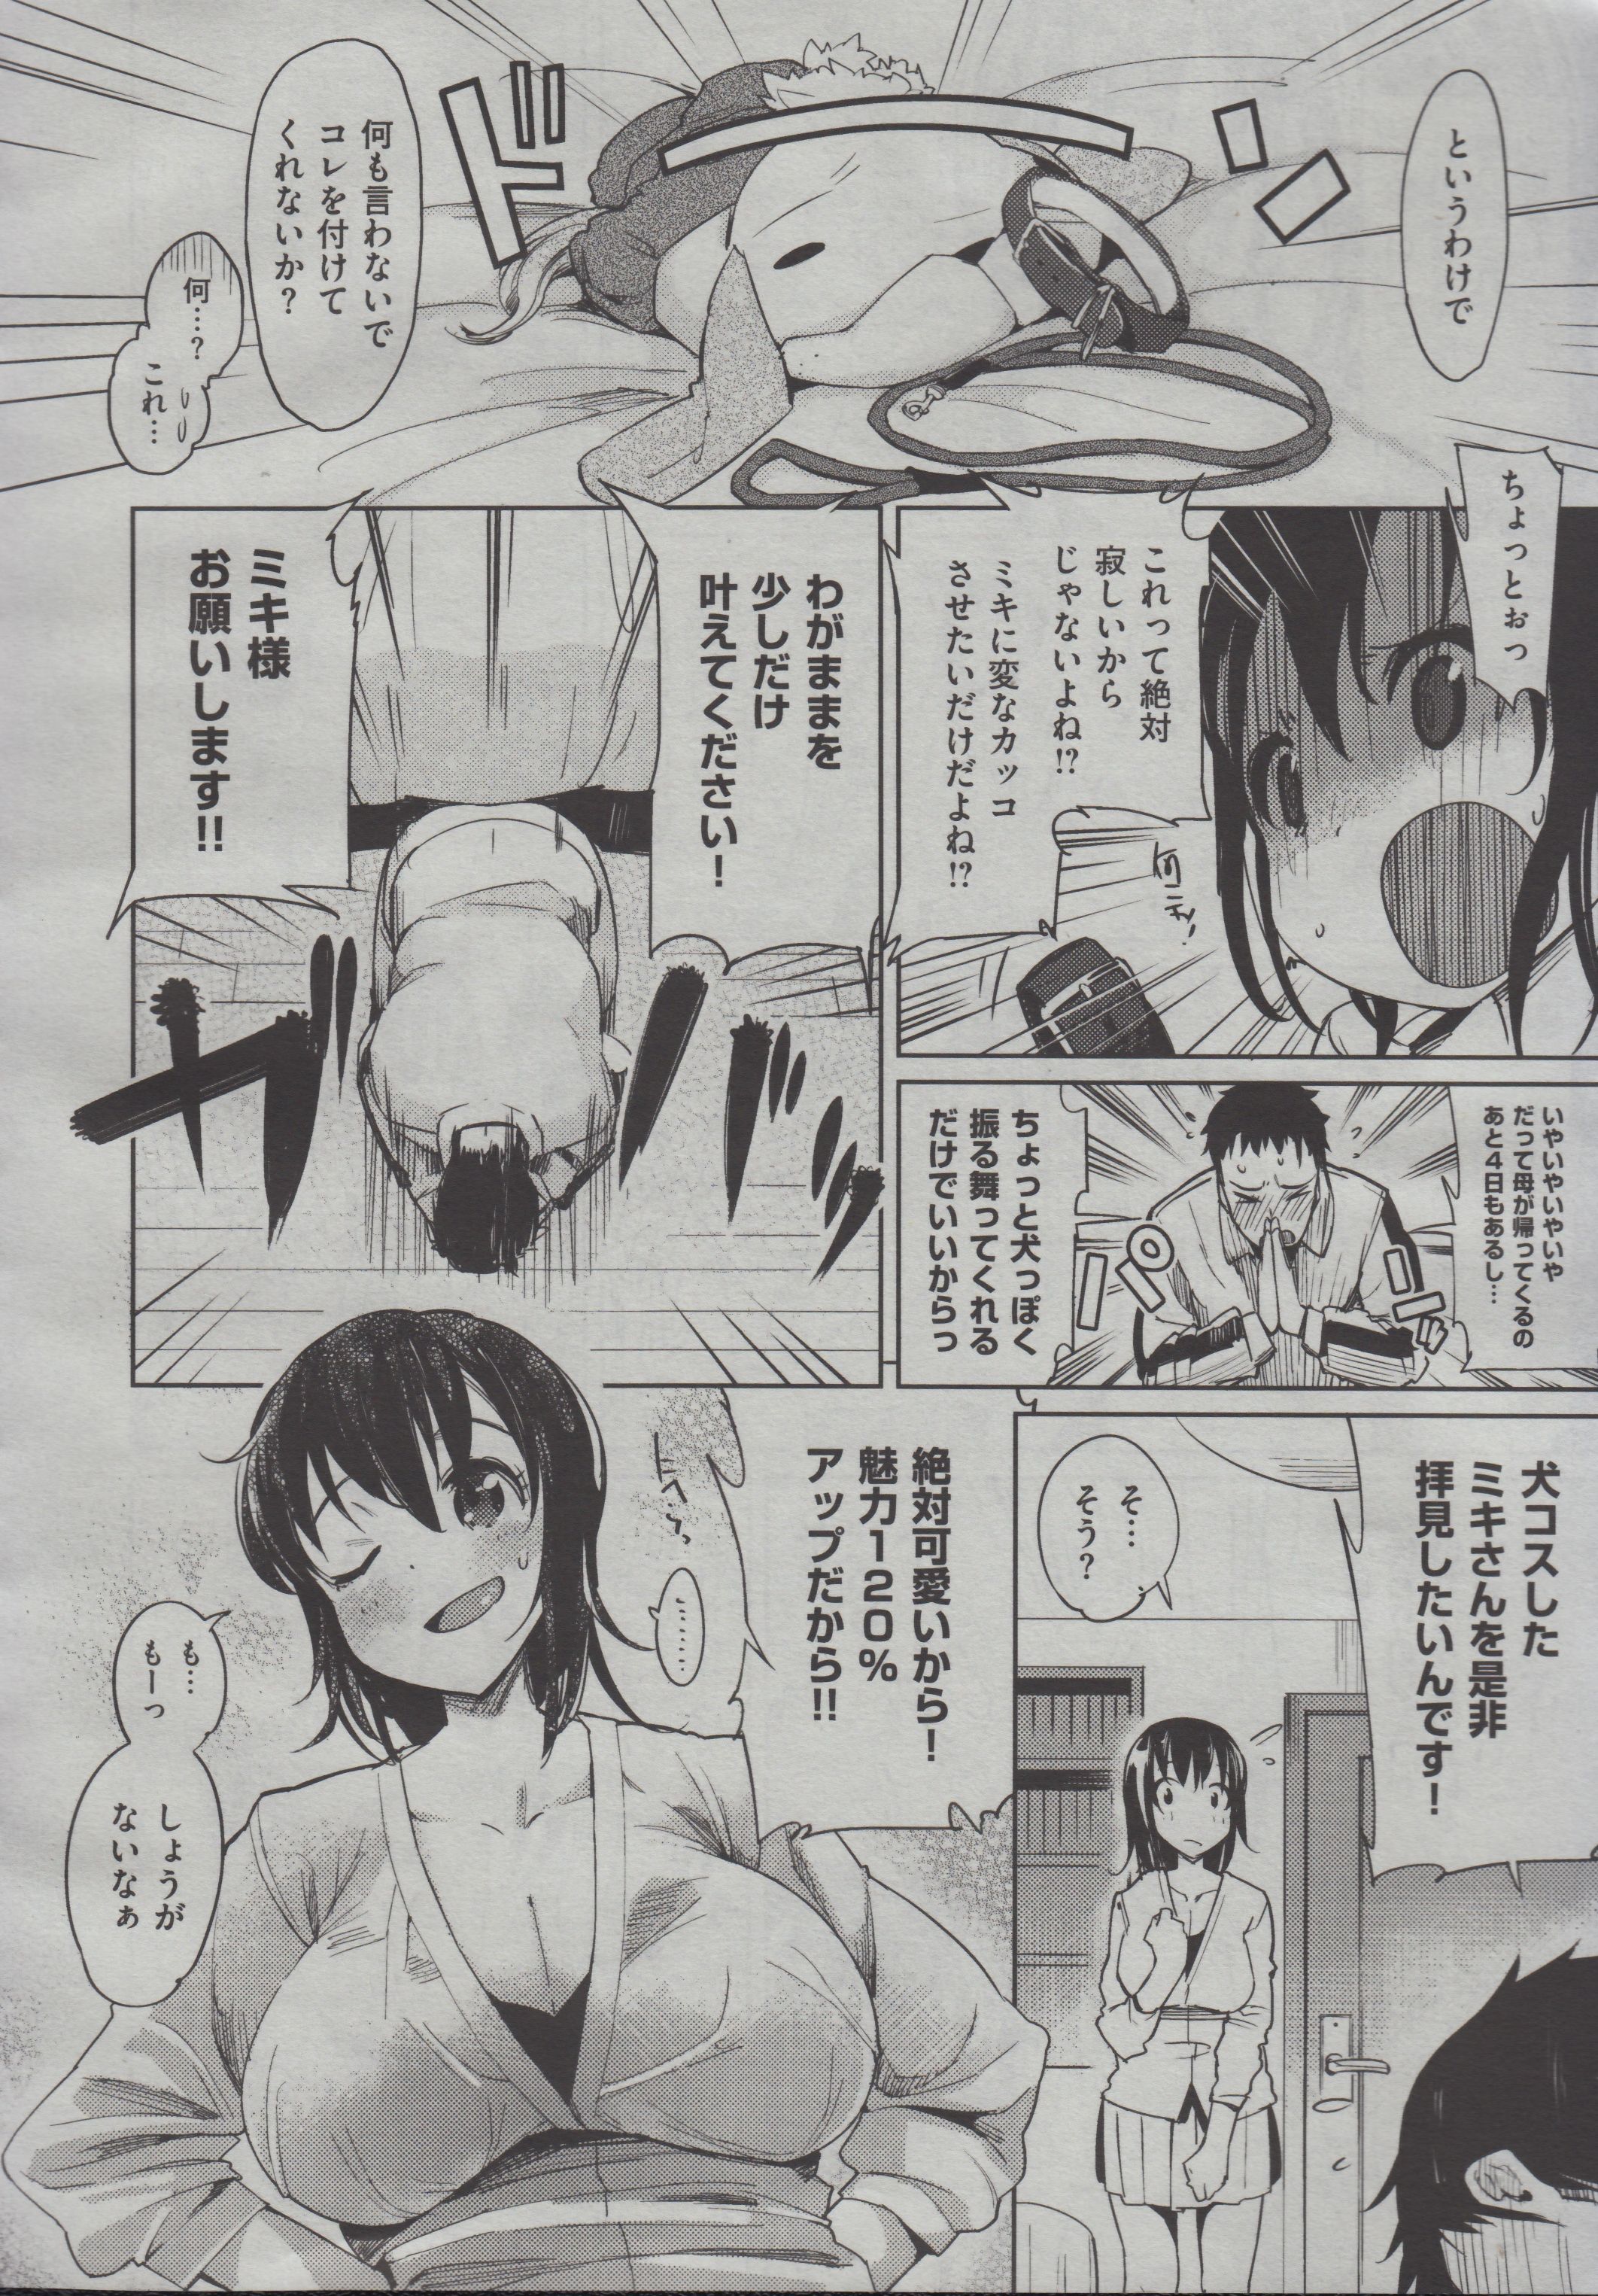 というわけで
何も言わないで
コレを付けて
くれないか？
何…？
これ…
ドーン
ちょっとぉっ
これって絶対
寂しいから
じゃないよね!?
ミキに変なカッコ
させたいだけだよね!?
いやいやいやいや
だって母が帰ってくるの
あと４日もあるし…
ちょっと犬っぽく
振る舞ってくれる
だけでいいからっ
わがままを
少しだけ
叶えてください！
ミキ様
お願いします!!
犬コスした
ミキさんを是非
拝見したいんです！
そ…
そう？
絶対可愛いから！
魅力１２０％
アップだから!!
………
も…
もーっ
しょうが
ないなぁ